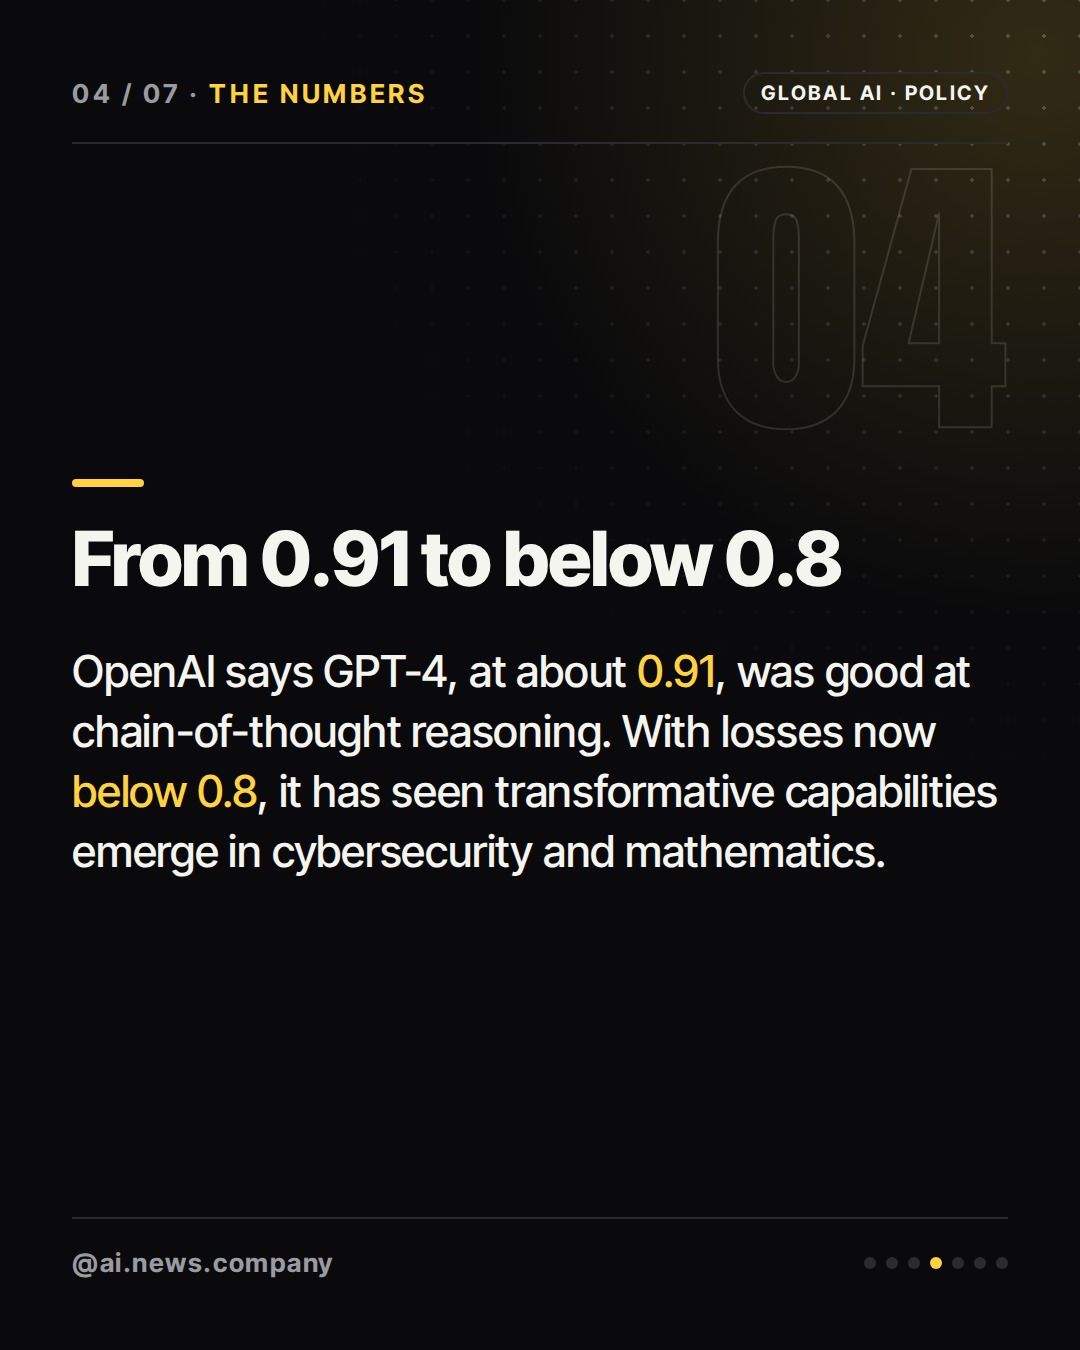 04 / 07 · THE NUMBERS
GLOBAL AI · POLICY
04
From 0.91 to below 0.8
OpenAI says GPT-4, at about 0.91, was good at
chain-of-thought reasoning. With losses now
below 0.8, it has seen transformative capabilities
emerge in cybersecurity and mathematics.
@ai.news.company